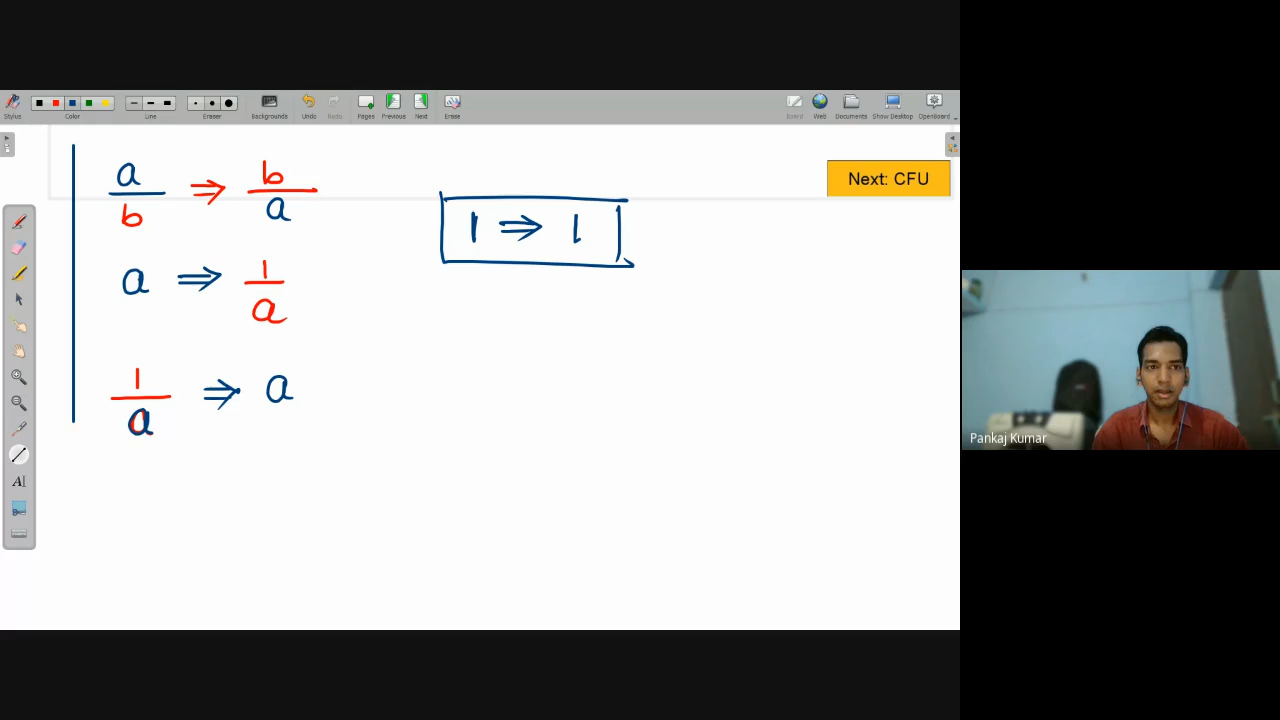 Stylus Color Line Eraser Backgrounds Undo Redo Pages Previous Next Erase Board Web Documents Show Desktop OpenBoard
Next: CFU
a/b ⇒ b/a
1 ⇒ 1
a ⇒ 1/a
1/a ⇒ a
Pankaj Kumar